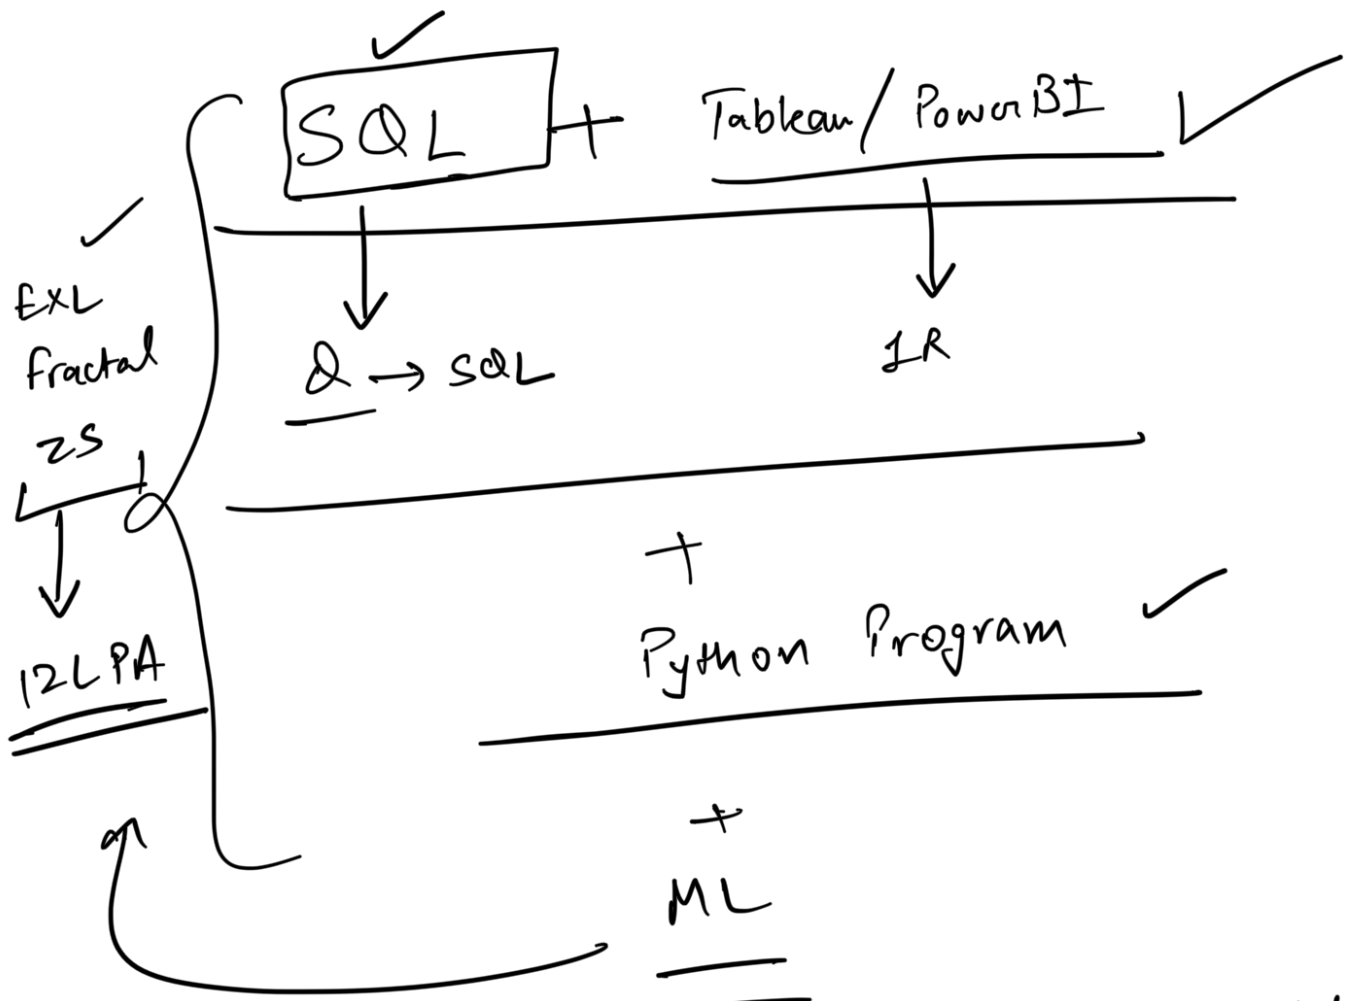 SQL + Tableau / PowerBI
EXL
fractal
ZS
Q → SQL
1R
+
Python Program
12LPA
+
ML